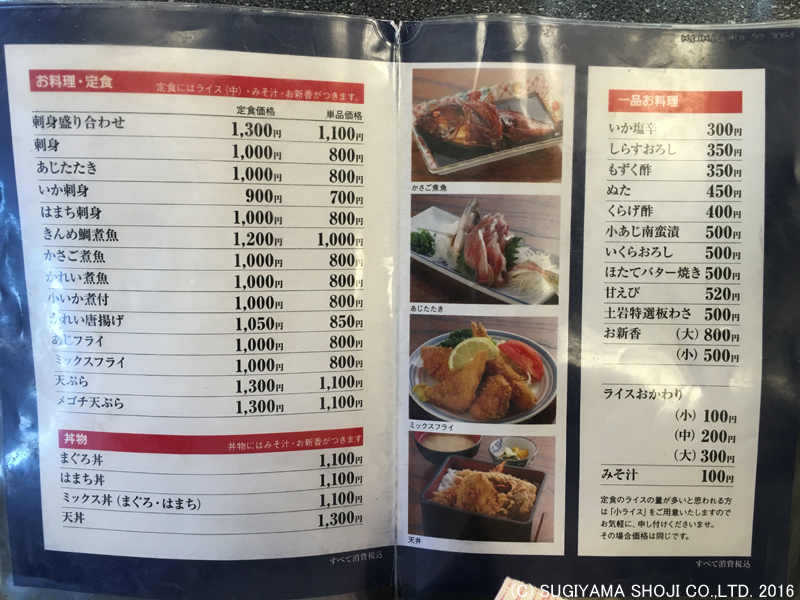 お料理・定食
定食にはライス(中)・みそ汁・お新香がつきます。
定食価格 単品価格
刺身盛り合わせ 1,300円 1,100円
刺身 1,000円 800円
あじたたき 1,000円 800円
いか刺身 900円 700円
はまち刺身 1,000円 800円
きんめ鯛煮魚 1,200円 1,000円
かさご煮魚 1,000円 800円
かれい煮魚 1,000円 800円
小いか煮付 1,000円 800円
かれい唐揚げ 1,050円 850円
あじフライ 1,000円 800円
ミックスフライ 1,000円 800円
天ぷら 1,300円 1,100円
メゴチ天ぷら 1,300円 1,100円
丼物
丼物にはみそ汁・お新香がつきます
まぐろ丼 1,100円
はまち丼 1,100円
ミックス丼(まぐろ・はまち) 1,100円
天丼 1,300円
すべて消費税込
かさご煮魚
あじたたき
ミックスフライ
天丼
一品お料理
いか塩辛 300円
しらすおろし 350円
もずく酢 350円
ぬた 450円
くらげ酢 400円
小あじ南蛮漬 500円
いくらおろし 500円
ほたてバター焼き 500円
甘えび 520円
土岩特選板わさ 500円
お新香 (大) 800円
(小) 500円
ライスおかわり
(小) 100円
(中) 200円
(大) 300円
みそ汁 100円
定食のライスの量が多いと思われる方
は「小ライス」をご用意いたしますので
お気軽に、申し付けくださいませ。
その場合価格は同じです。
すべて消費税込
(C) SUGIYAMA SHOJI CO.,LTD. 2016